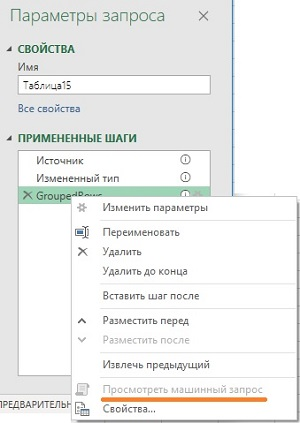 Параметры запроса
СВОЙСТВА
Имя
Таблица15
Все свойства
ПРИМЕНЕННЫЕ ШАГИ
Источник
Измененный тип
GroupedRows
Изменить параметры
Переименовать
Удалить
Удалить до конца
Вставить шаг после
Разместить перед
Разместить после
Извлечь предыдущий
Просмотреть машинный запрос
Свойства...
ПРЕДВАРИТЕЛЬН